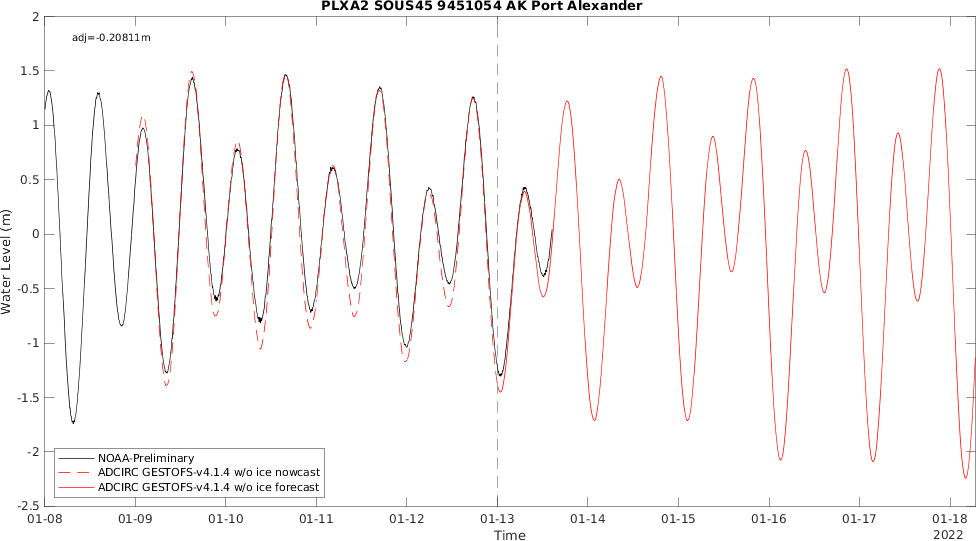 PLXA2 SOUS45 9451054 AK Port Alexander
adj=-0.20811m
2
1.5
1
0.5
0
-0.5
-1
-1.5
-2
-2.5
Water Level (m)
NOAA-Preliminary
ADCIRC GESTOFS-v4.1.4 w/o ice nowcast
ADCIRC GESTOFS-v4.1.4 w/o ice forecast
01-08 01-09 01-10 01-11 01-12 01-13 01-14 01-15 01-16 01-17 01-18
Time
2022